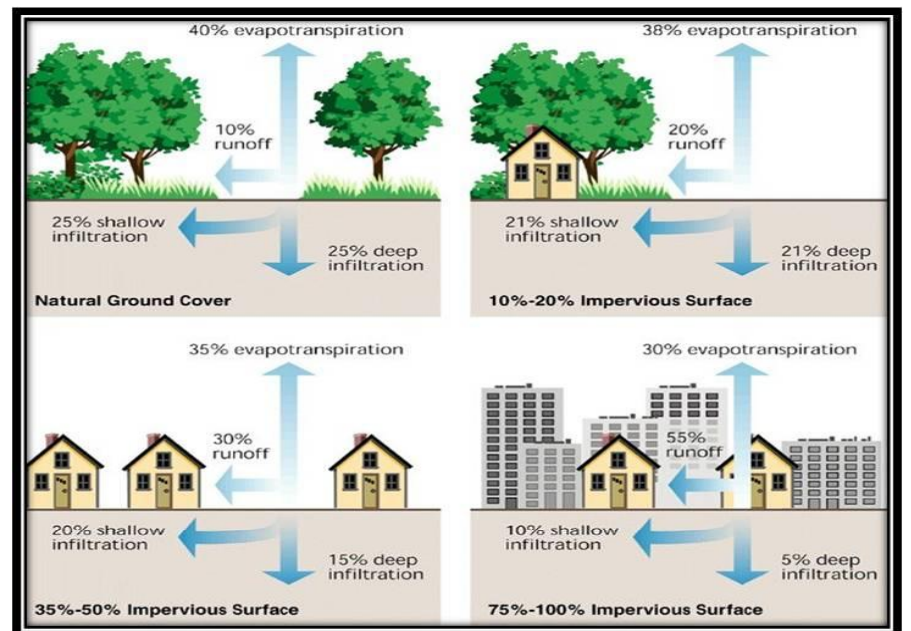 40% evapotranspiration
10%
runoff
25% shallow
infiltration
25% deep
infiltration
Natural Ground Cover
38% evapotranspiration
20%
runoff
21% shallow
infiltration
21% deep
infiltration
10%-20% Impervious Surface
35% evapotranspiration
30%
runoff
20% shallow
infiltration
15% deep
infiltration
35%-50% Impervious Surface
30% evapotranspiration
55%
runoff
10% shallow
infiltration
5% deep
infiltration
75%-100% Impervious Surface